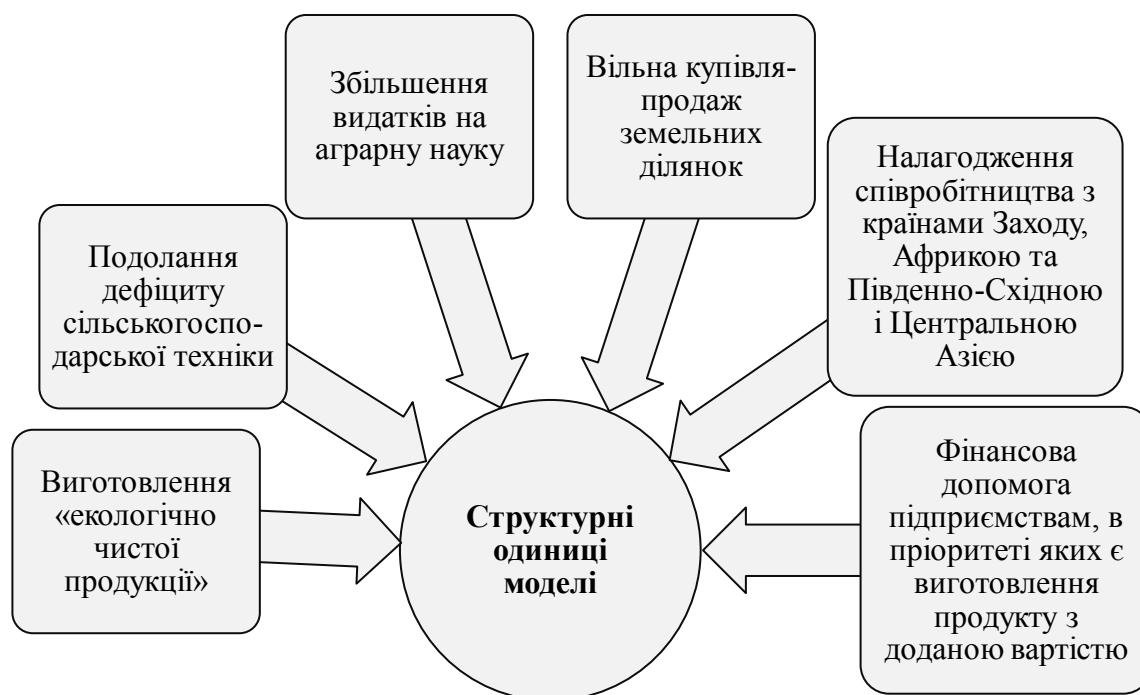 Збільшення
видатків на
аграрну науку
Вільна купівля-
продаж
земельних
ділянок
Налагодження
співробітництва з
країнами Заходу,
Африкою та
Південно-Східною
і Центральною
Азією
Подолання
дефіциту
сільськогоспо-
дарської техніки
Виготовлення
«екологічно
чистої
продукції»
Структурні
одиниці
моделі
Фінансова
допомога
підприємствам, в
пріоритеті яких є
виготовлення
продукту з
доданою вартістю